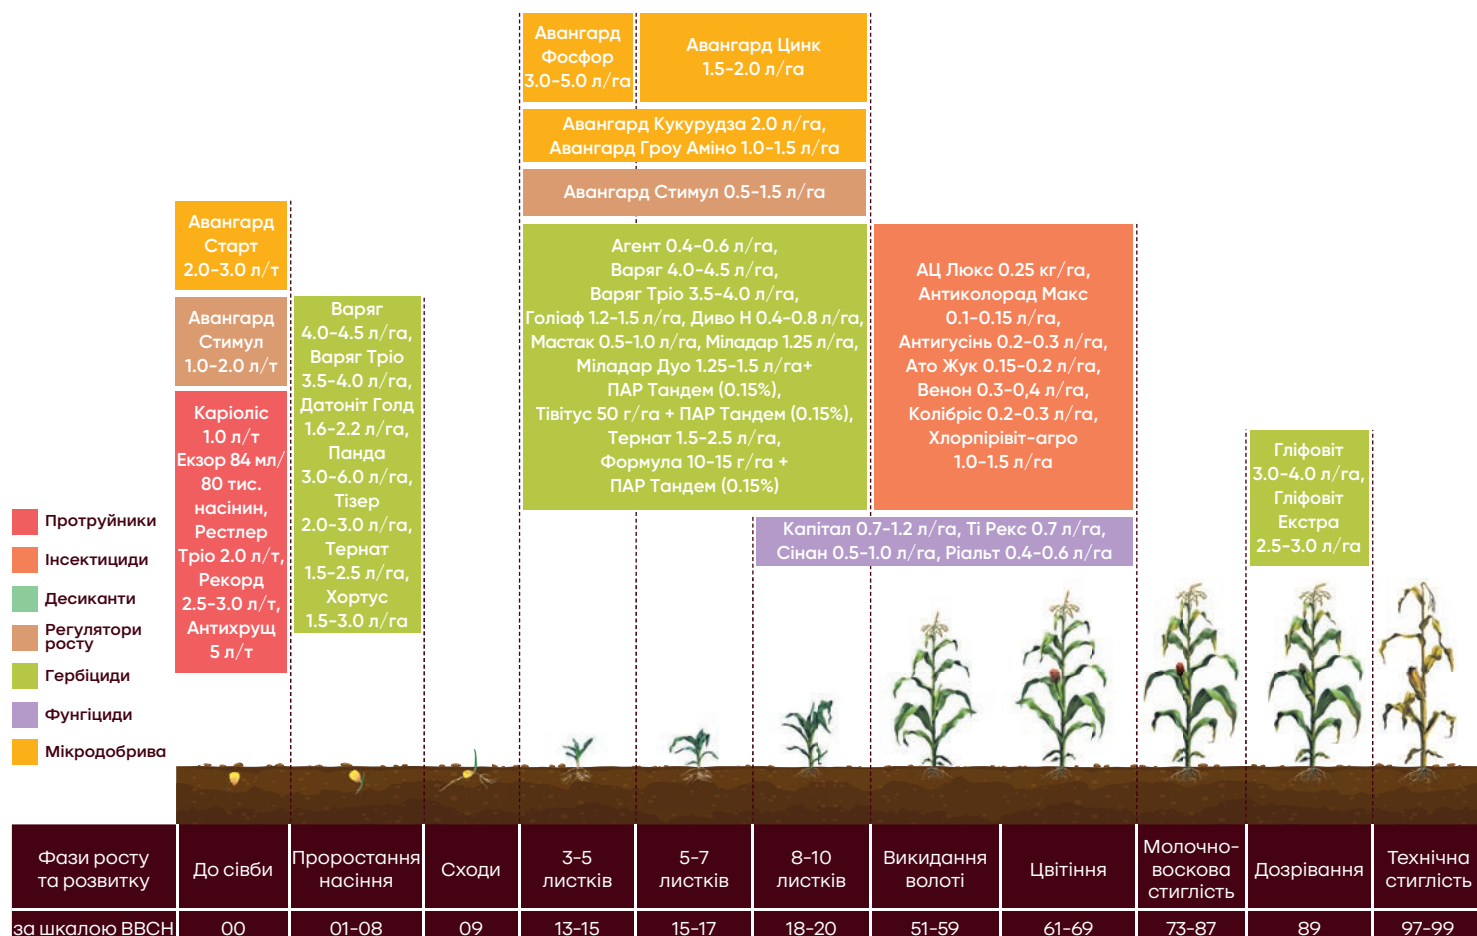 Авангард
Фосфор
3.0-5.0 л/га
Авангард Цинк
1.5-2.0 л/га
Авангард Кукурудза 2.0 л/га,
Авангард Гроу Аміно 1.0-1.5 л/га
Авангард Стимул 0.5-1.5 л/га
Авангард
Старт
2.0-3.0 л/т
Авангард
Стимул
1.0-2.0 л/т
Каріоліс
1.0 л/т
Екзор 84 мл/
80 тис.
насінин,
Рестлер
Тріо 2.0 л/т,
Рекорд
2.5-3.0 л/т,
Антихрущ
5 л/т
Варяг
4.0-4.5 л/га,
Варяг Тріо
3.5-4.0 л/га,
Датоніт Голд
1.6-2.2 л/га,
Панда
3.0-6.0 л/га,
Тізер
2.0-3.0 л/га,
Тернат
1.5-2.5 л/га,
Хортус
1.5-3.0 л/га
Агент 0.4-0.6 л/га,
Варяг 4.0-4.5 л/га,
Варяг Тріо 3.5-4.0 л/га,
Голіаф 1.2-1.5 л/га, Диво Н 0.4-0.8 л/га,
Мастак 0.5-1.0 л/га, Міладар 1.25 л/га,
Міладар Дуо 1.25-1.5 л/га+
ПАР Тандем (0.15%),
Тівітус 50 г/га + ПАР Тандем (0.15%),
Тернат 1.5-2.5 л/га,
Формула 10-15 г/га +
ПАР Тандем (0.15%)
АЦ Люкс 0.25 кг/га,
Антиколорад Макс
0.1-0.15 л/га,
Антигусінь 0.2-0.3 л/га,
Ато Жук 0.15-0.2 л/га,
Венон 0.3-0,4 л/га,
Колібріс 0.2-0.3 л/га,
Хлорпірівіт-агро
1.0-1.5 л/га
Капітал 0.7-1.2 л/га, Ті Рекс 0.7 л/га,
Сінан 0.5-1.0 л/га, Ріальт 0.4-0.6 л/га
Гліфовіт
3.0-4.0 л/га,
Гліфовіт
Екстра
2.5-3.0 л/га
Протруйники
Інсектициди
Десиканти
Регулятори
росту
Гербіциди
Фунгіциди
Мікродобрива
Фази росту
та розвитку
До сівби
Проростання
насіння
Сходи
3-5
листків
5-7
листків
8-10
листків
Викидання
волоті
Цвітіння
Молочно-
воскова
стиглість
Дозрівання
Технічна
стиглість
за шкалою ВВСН
00
01-08
09
13-15
15-17
18-20
51-59
61-69
73-87
89
97-99